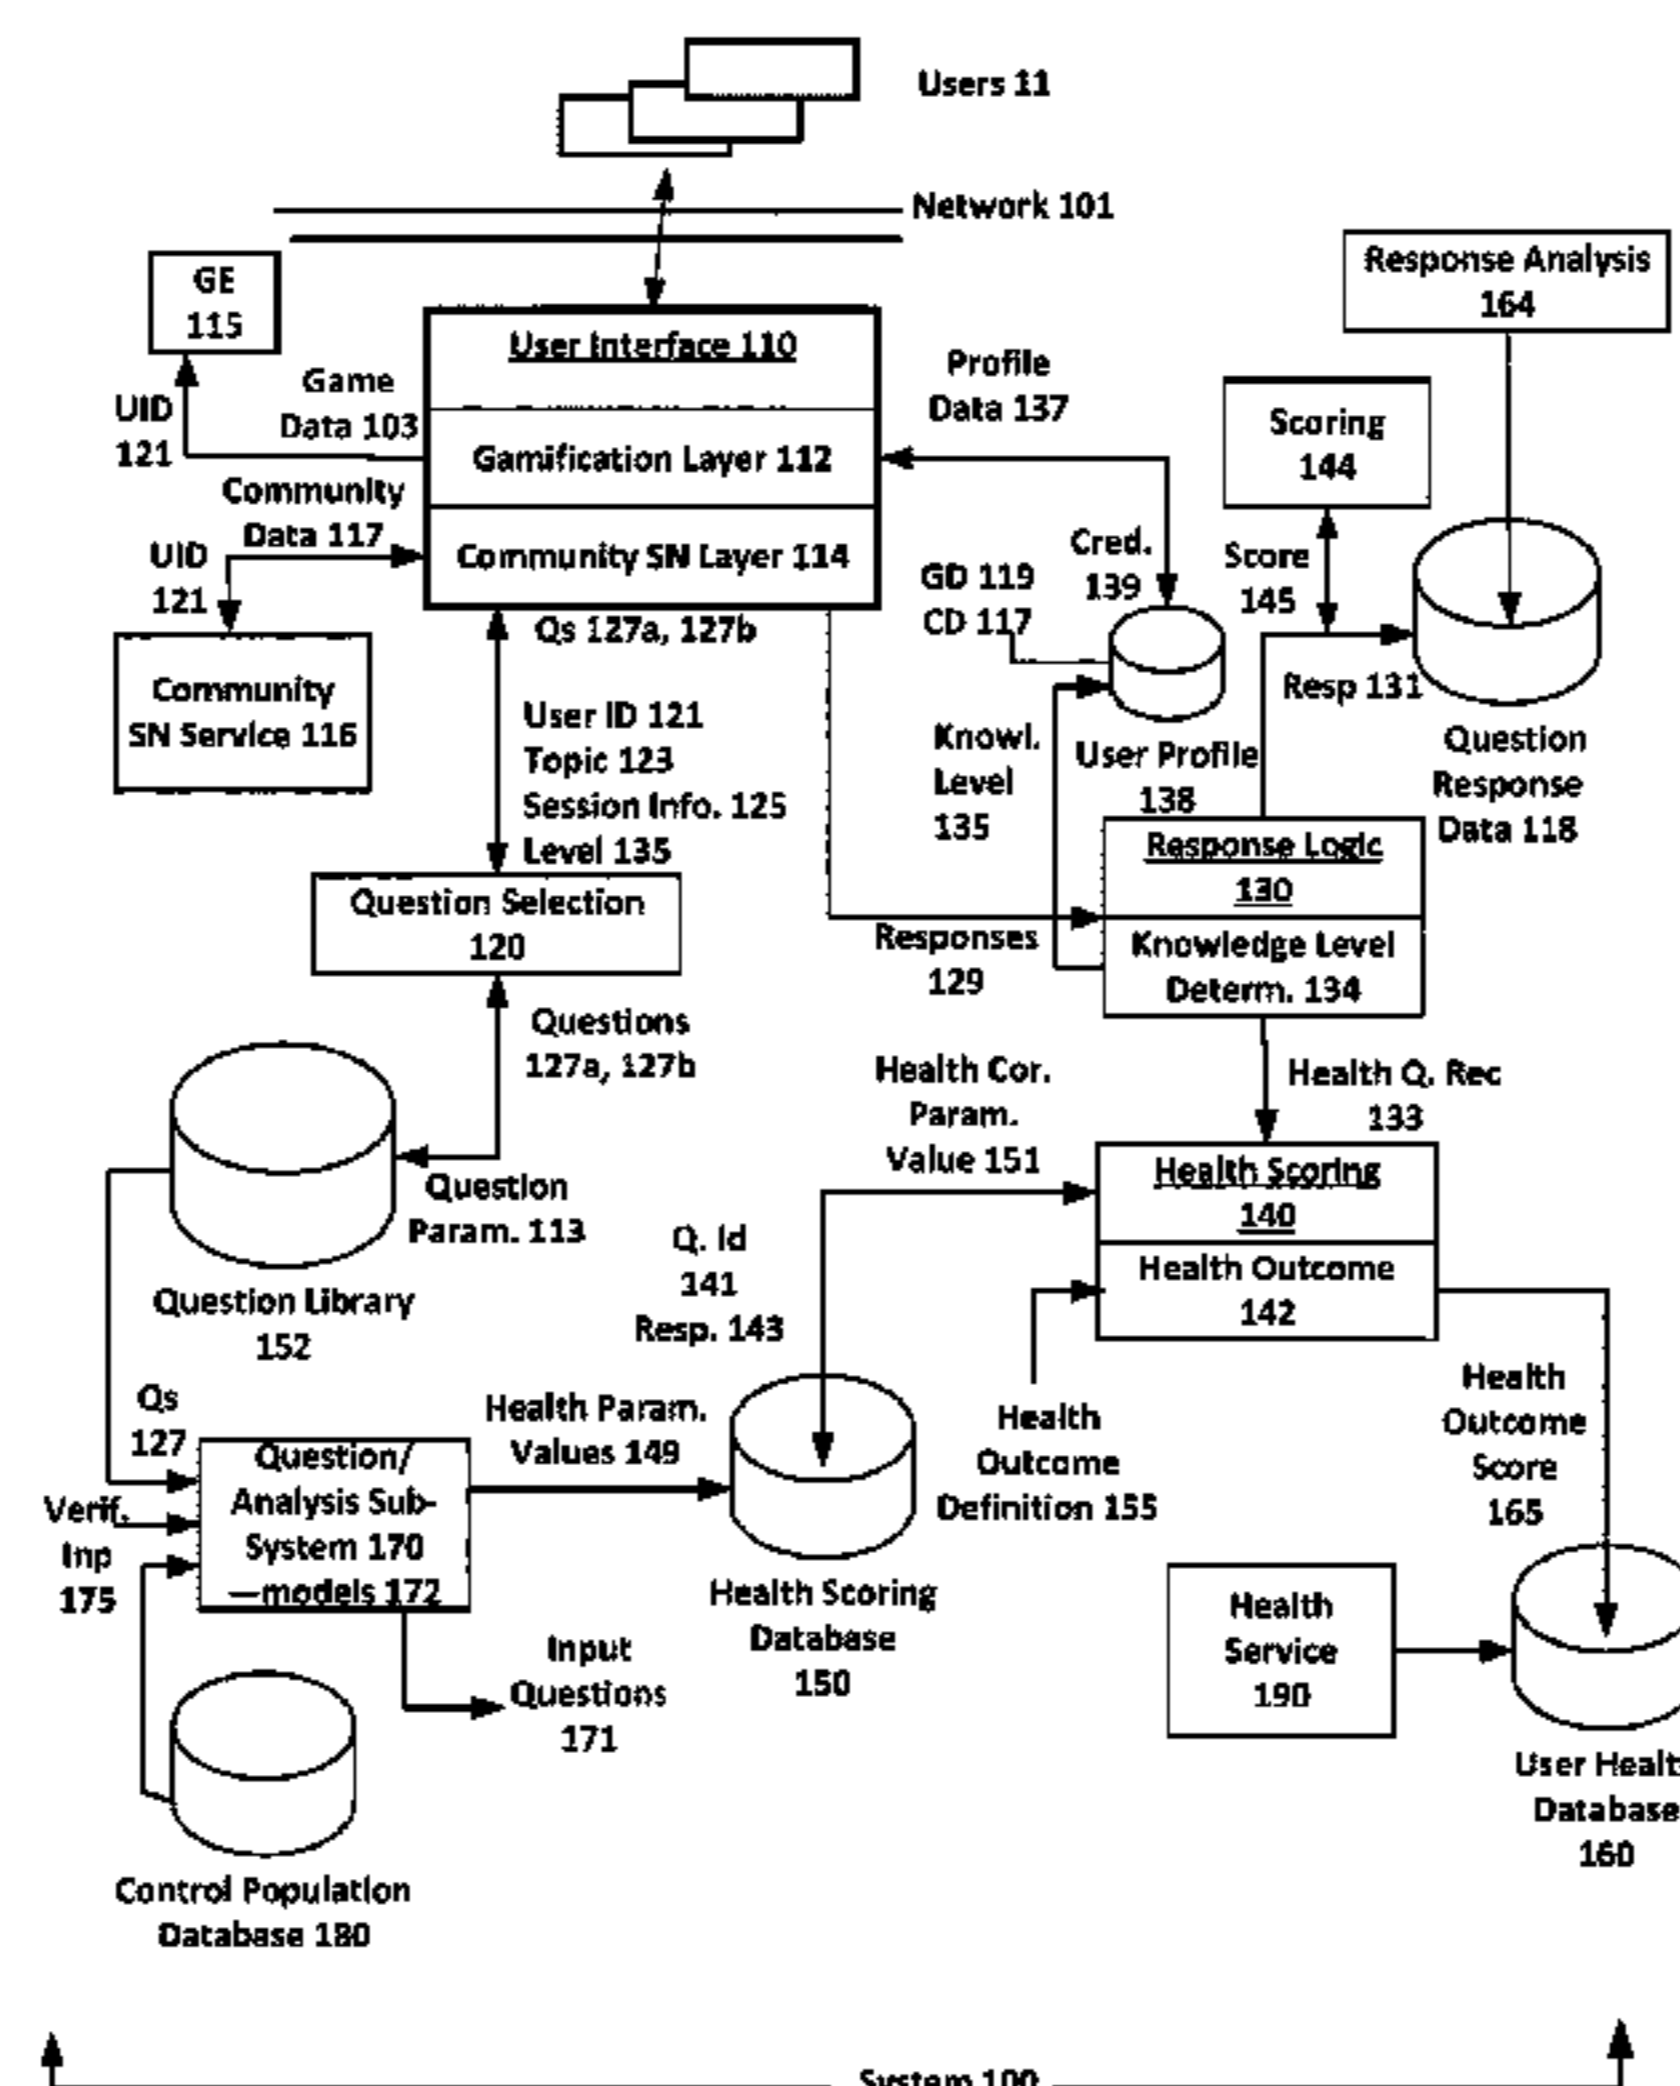 Users 11
Network 101
GE
115
Response Analysis
164
User Interface 110
Game
Data 103
UID
121
Profile
Data 137
Scoring
144
Gamification Layer 112
Community
Data 117
UID
121
Community SN Layer 114
Cred.
139
GD 119
CD 117
Score
145
Resp 131
Qs 127a, 127b
Community
SN Service 116
User ID 121
Topic 123
Session Info. 125
Level 135
Knowl.
Level
135
User Profile
138
Question
Response
Data 118
Response Logic
130
Question Selection
120
Responses
129
Knowledge Level
Determ. 134
Questions
127a, 127b
Health Cor.
Param.
Value 151
Health Q. Rec
133
Question
Param. 113
Health Scoring
140
Q. Id
141
Resp. 143
Health Outcome
142
Question Library
152
Qs
127
Health Param.
Values 149
Health
Outcome
Definition 155
Health
Outcome
Score
165
Question/
Analysis Sub-
System 170
—models 172
Verif.
Inp
175
Health Scoring
Database
150
Input
Questions
171
Health
Service
190
User Healt
Database
160
Control Population
Database 180
System 100